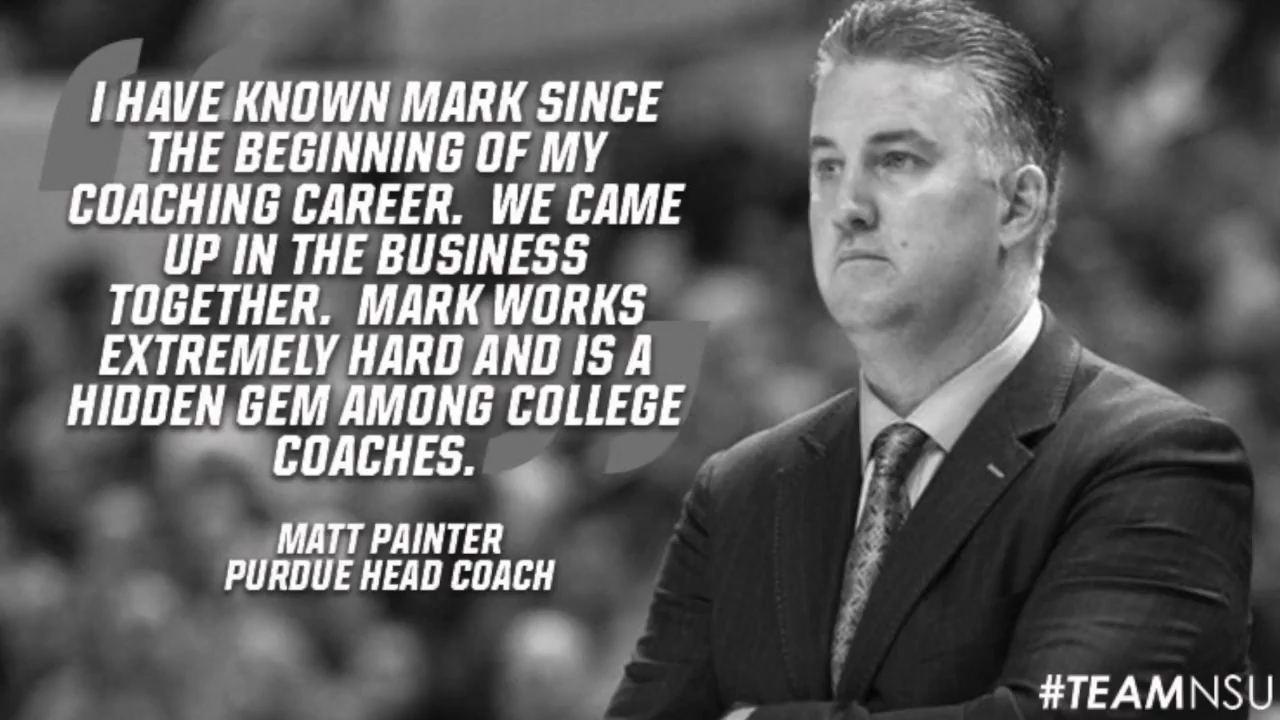 I HAVE KNOWN MARK SINCE
THE BEGINNING OF MY
COACHING CAREER. WE CAME
UP IN THE BUSINESS
TOGETHER. MARK WORKS
EXTREMELY HARD AND IS A
HIDDEN GEM AMONG COLLEGE
COACHES.
MATT PAINTER
PURDUE HEAD COACH
#TEAMNSU